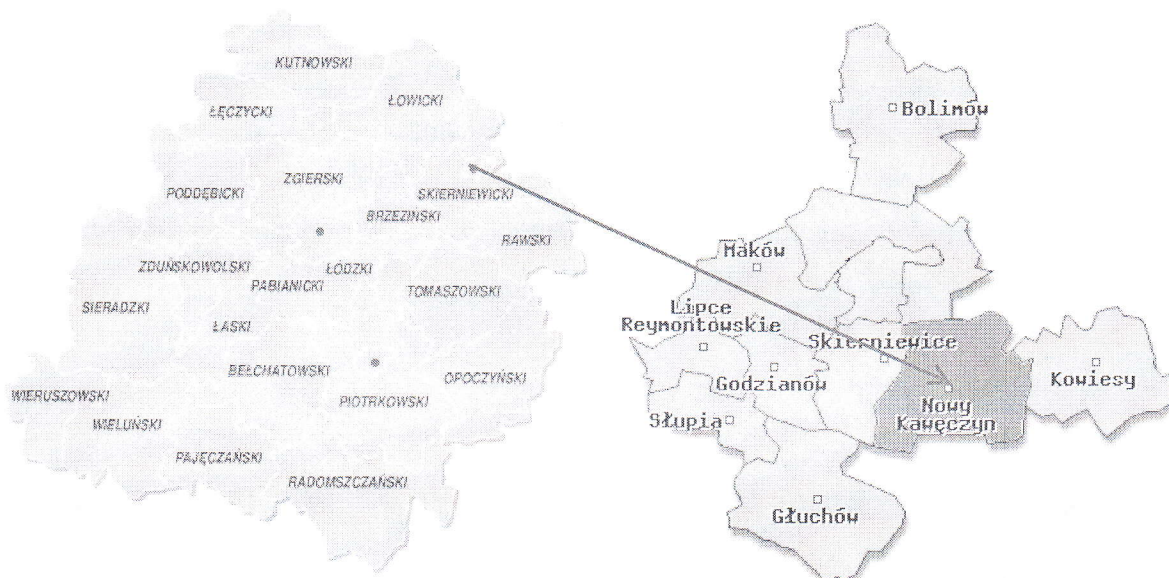 KUTNOWSKI
ŁOWICKI
ŁĘCZYCKI
ZGIERSKI
PODDĘBICKI
SKIERNIEWICKI
BRZEZIŃSKI
RAWSKI
ZDUŃSKOWOLSKI
ŁÓDZKI
PABIANICKI
TOMASZOWSKI
SIERADZKI
ŁASKI
BEŁCHATOWSKI
OPOCZYŃSKI
WIERUSZOWSKI
PIOTRKOWSKI
WIELUŃSKI
PAJĘCZAŃSKI
RADOMSZCZAŃSKI
Bolimów
Maków
Lipce
Reymontowskie
Skierniewice
Godzianów
Kowiesy
Nowy
Kawęczyn
Słupia
Głuchów